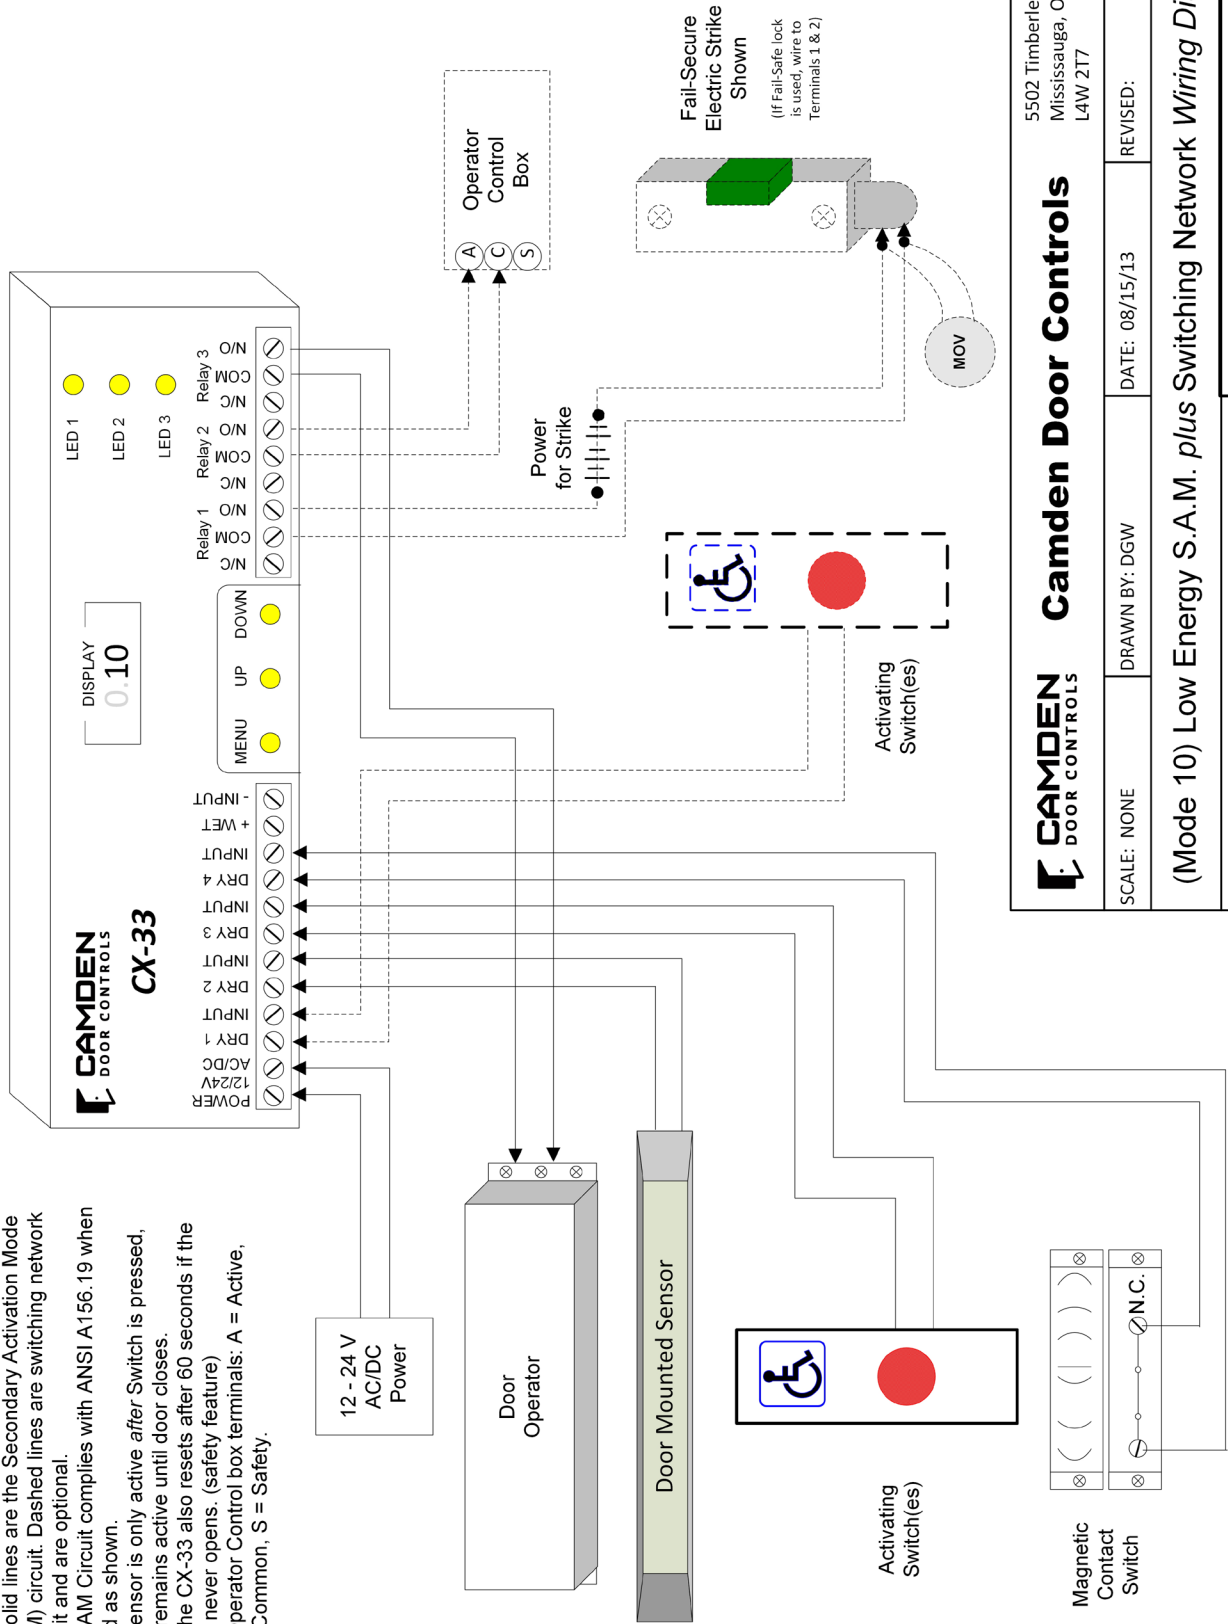 olid lines are the Secondary Activation Mode
M) circuit. Dashed lines are switching network
it and are optional.
AM Circuit complies with ANSI A156.19 when
d as shown.
ensor is only active after Switch is pressed,
remains active until door closes.
he CX-33 also resets after 60 seconds if the
never opens. (safety feature)
perator Control box terminals: A = Active,
Common, S = Safety.
CAMDEN
DOOR CONTROLS
CX-33
DISPLAY
0.10
LED 1
LED 2
LED 3
MENU
UP
DOWN
POWER
12/24V
AC/DC
DRY 1
INPUT
DRY 2
INPUT
DRY 3
INPUT
DRY 4
INPUT
+ WET
- INPUT
Relay 1
N/C
COM
N/O
Relay 2
N/C
COM
N/O
Relay 3
N/C
COM
N/O
12 - 24 V
AC/DC
Power
Door
Operator
Door Mounted Sensor
Activating
Switch(es)
Magnetic
Contact
Switch
N.C.
Activating
Switch(es)
Power
for Strike
Operator
Control
Box
A
C
S
MOV
Fail-Secure
Electric Strike
Shown
(If Fail-Safe lock
is used, wire to
Terminals 1 & 2)
CAMDEN
DOOR CONTROLS
Camden Door Controls
5502 Timberle
Mississauga, O
L4W 2T7
SCALE: NONE
DRAWN BY: DGW
DATE: 08/15/13
REVISED:
(Mode 10) Low Energy S.A.M. plus Switching Network Wiring Di